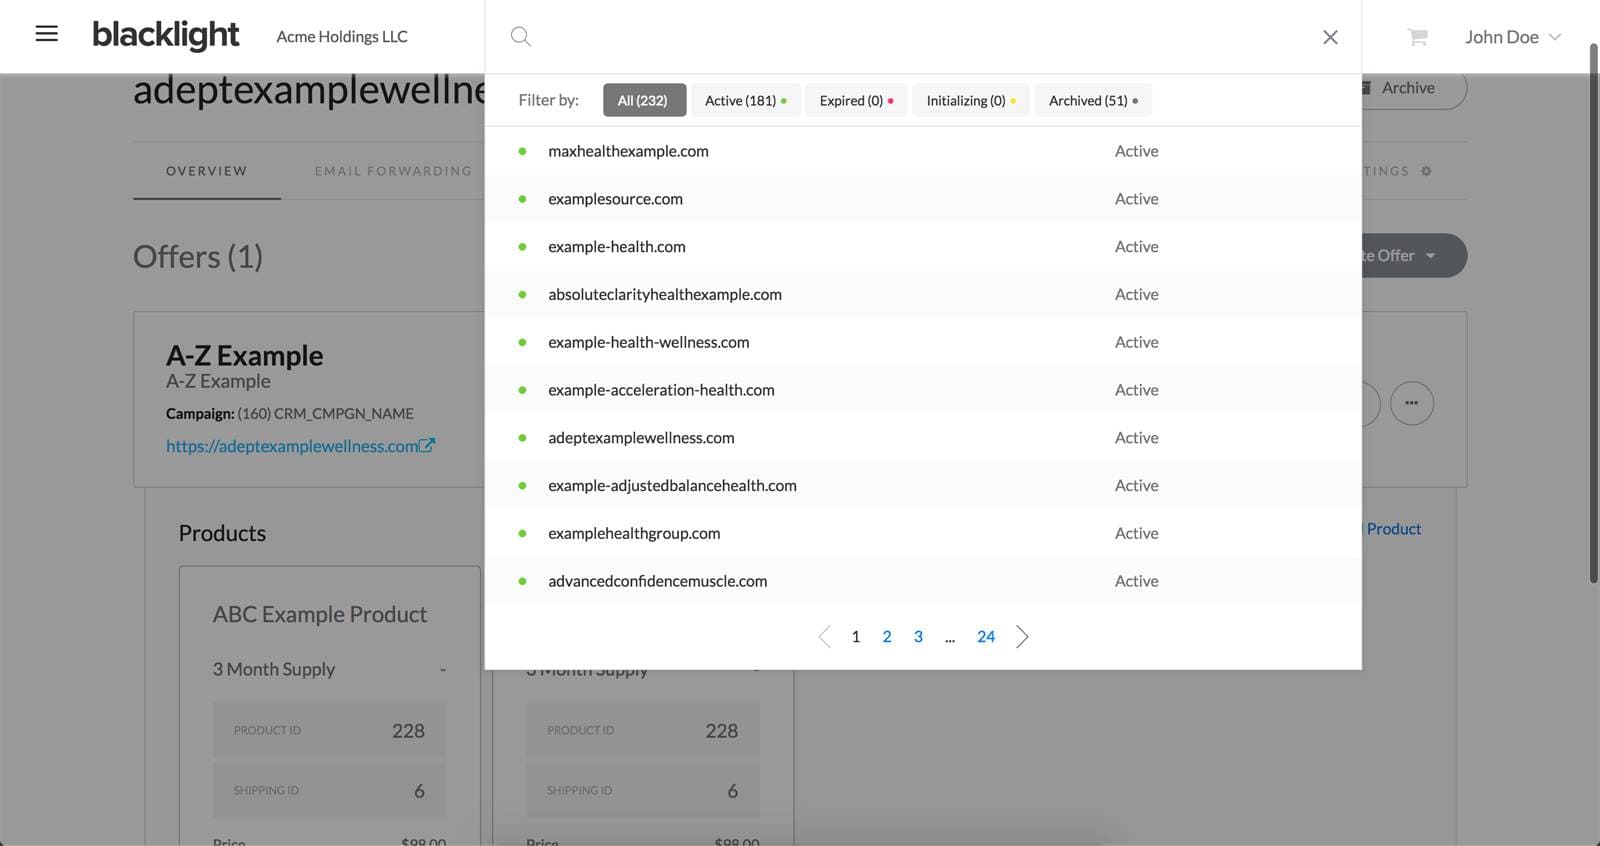 blacklight
Acme Holdings LLC
John Doe
adeptexamplewellne
Archive
Filter by:
All (232)
Active (181)
Expired (0)
Initializing (0)
Archived (51)
OVERVIEW
EMAIL FORWARDING
TINGS
maxhealthexample.com Active
examplesource.com Active
example-health.com Active
absoluteclarityhealthexample.com Active
example-health-wellness.com Active
example-acceleration-health.com Active
adeptexamplewellness.com Active
example-adjustedbalancehealth.com Active
examplehealthgroup.com Active
advancedconfidencemuscle.com Active
1 2 3 ... 24
Offers (1)
te Offer
A-Z Example
A-Z Example
Campaign: (160) CRM_CMPGN_NAME
https://adeptexamplewellness.com
Products
Product
ABC Example Product
3 Month Supply -
3 Month Supply -
PRODUCT ID 228
PRODUCT ID 228
SHIPPING ID 6
SHIPPING ID 6
Price $98.00
Price $98.00